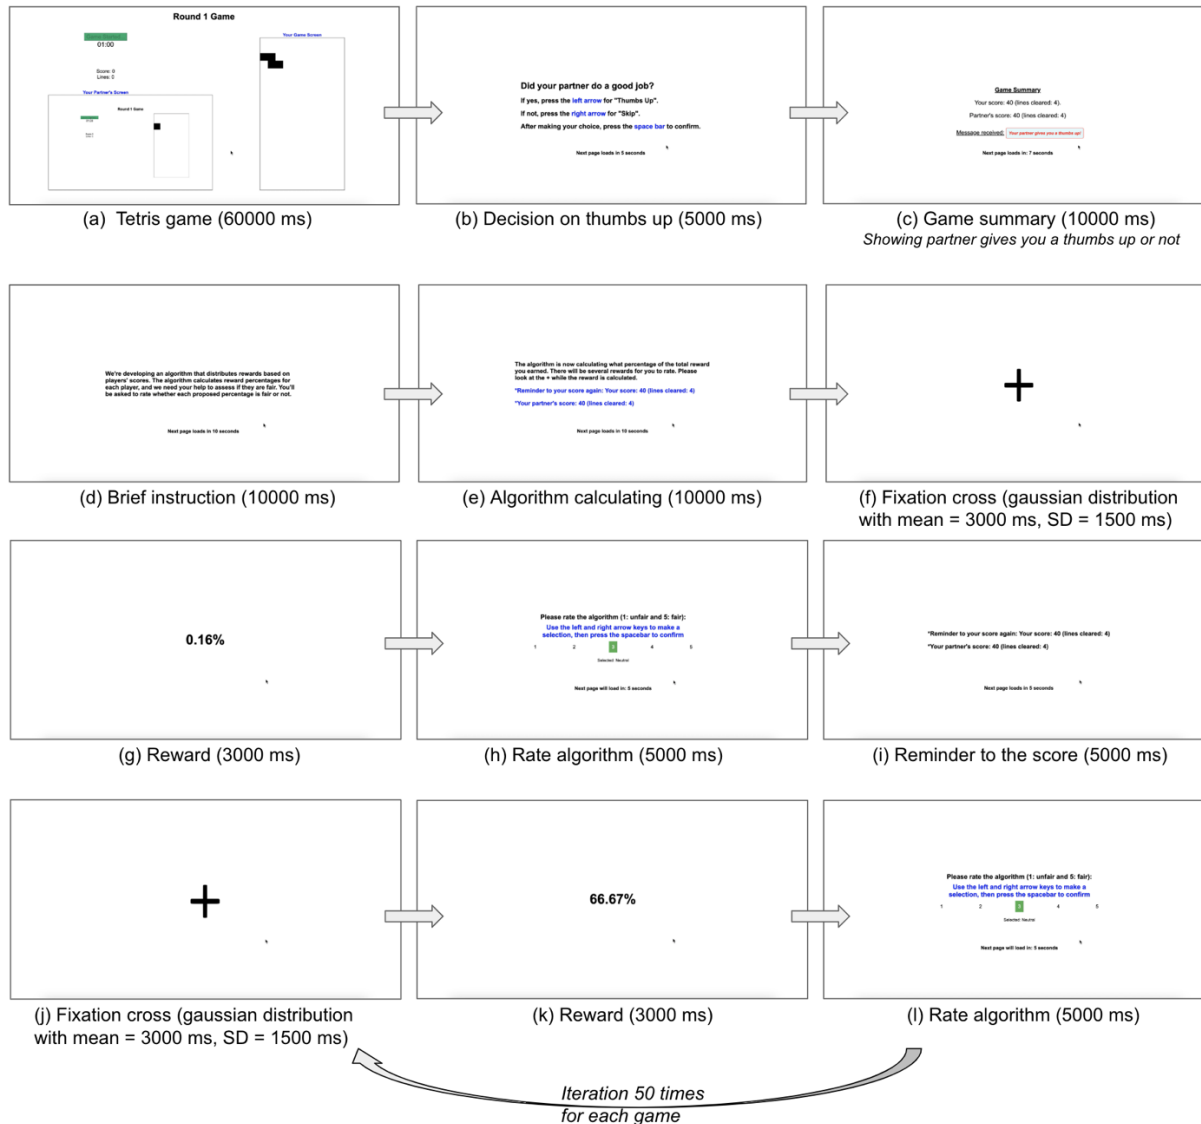 Round 1 Game
01:00
Score: 0
Lines: 0
Your Partner's Screen
Round 1 Game
Your Game Screen
(a) Tetris game (60000 ms)
Did your partner do a good job?
If yes, press the left arrow for "Thumbs Up".
If not, press the right arrow for "Skip".
After making your choice, press the space bar to confirm.
Next page loads in 5 seconds
(b) Decision on thumbs up (5000 ms)
Game Summary
Your score: 40 (lines cleared: 4).
Partner's score: 40 (lines cleared: 4)
Message received: Your partner gives you a thumbs up!
Next page loads in: 7 seconds
(c) Game summary (10000 ms)
Showing partner gives you a thumbs up or not
We're developing an algorithm that distributes rewards based on
players' scores. The algorithm calculates reward percentages for
each player, and we need your help to assess if they are fair. You'll
be asked to rate whether each proposed percentage is fair or not.
Next page loads in 10 seconds
(d) Brief instruction (10000 ms)
The algorithm is now calculating what percentage of the total reward
you earned. There will be several rewards for you to rate. Please
look at the + while the reward is calculated.
*Reminder to your score again: Your score: 40 (lines cleared: 4)
*Your partner's score: 40 (lines cleared: 4)
Next page loads in 10 seconds
(e) Algorithm calculating (10000 ms)
(f) Fixation cross (gaussian distribution
with mean = 3000 ms, SD = 1500 ms)
0.16%
(g) Reward (3000 ms)
Please rate the algorithm (1: unfair and 5: fair):
Use the left and right arrow keys to make a
selection, then press the spacebar to confirm
1 2 3 4 5
Selected: Neutral
Next page will load in: 5 seconds
(h) Rate algorithm (5000 ms)
*Reminder to your score again: Your score: 40 (lines cleared: 4)
*Your partner's score: 40 (lines cleared: 4)
Next page loads in 5 seconds
(i) Reminder to the score (5000 ms)
(j) Fixation cross (gaussian distribution
with mean = 3000 ms, SD = 1500 ms)
66.67%
(k) Reward (3000 ms)
Please rate the algorithm (1: unfair and 5: fair):
Use the left and right arrow keys to make a
selection, then press the spacebar to confirm
1 2 3 4 5
Selected: Neutral
Next page will load in: 5 seconds
(l) Rate algorithm (5000 ms)
Iteration 50 times
for each game